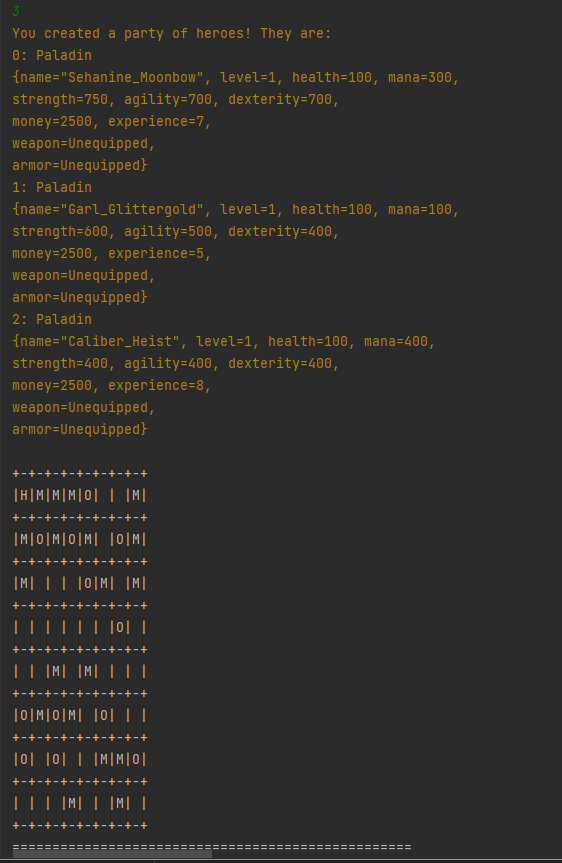 3
You created a party of heroes! They are:
0: Paladin
{name="Sehanine_Moonbow", level=1, health=100, mana=300,
strength=750, agility=700, dexterity=700,
money=2500, experience=7,
weapon=Unequipped,
armor=Unequipped}
1: Paladin
{name="Garl_Glittergold", level=1, health=100, mana=100,
strength=600, agility=500, dexterity=400,
money=2500, experience=5,
weapon=Unequipped,
armor=Unequipped}
2: Paladin
{name="Caliber_Heist", level=1, health=100, mana=400,
strength=400, agility=400, dexterity=400,
money=2500, experience=8,
weapon=Unequipped,
armor=Unequipped}
+-+-+-+-+-+-+-+-+
|H|M|M|M|O| | |M|
+-+-+-+-+-+-+-+-+
|M|O|M|O|M| |O|M|
+-+-+-+-+-+-+-+-+
|M| | | |O|M| |M|
+-+-+-+-+-+-+-+-+
| | | | | | |O| |
+-+-+-+-+-+-+-+-+
| | |M| |M| | | |
+-+-+-+-+-+-+-+-+
|O|M|O|M| |O| | |
+-+-+-+-+-+-+-+-+
|O| |O| | |M|M|O|
+-+-+-+-+-+-+-+-+
| | | |M| | |M| |
+-+-+-+-+-+-+-+-+
==================================================